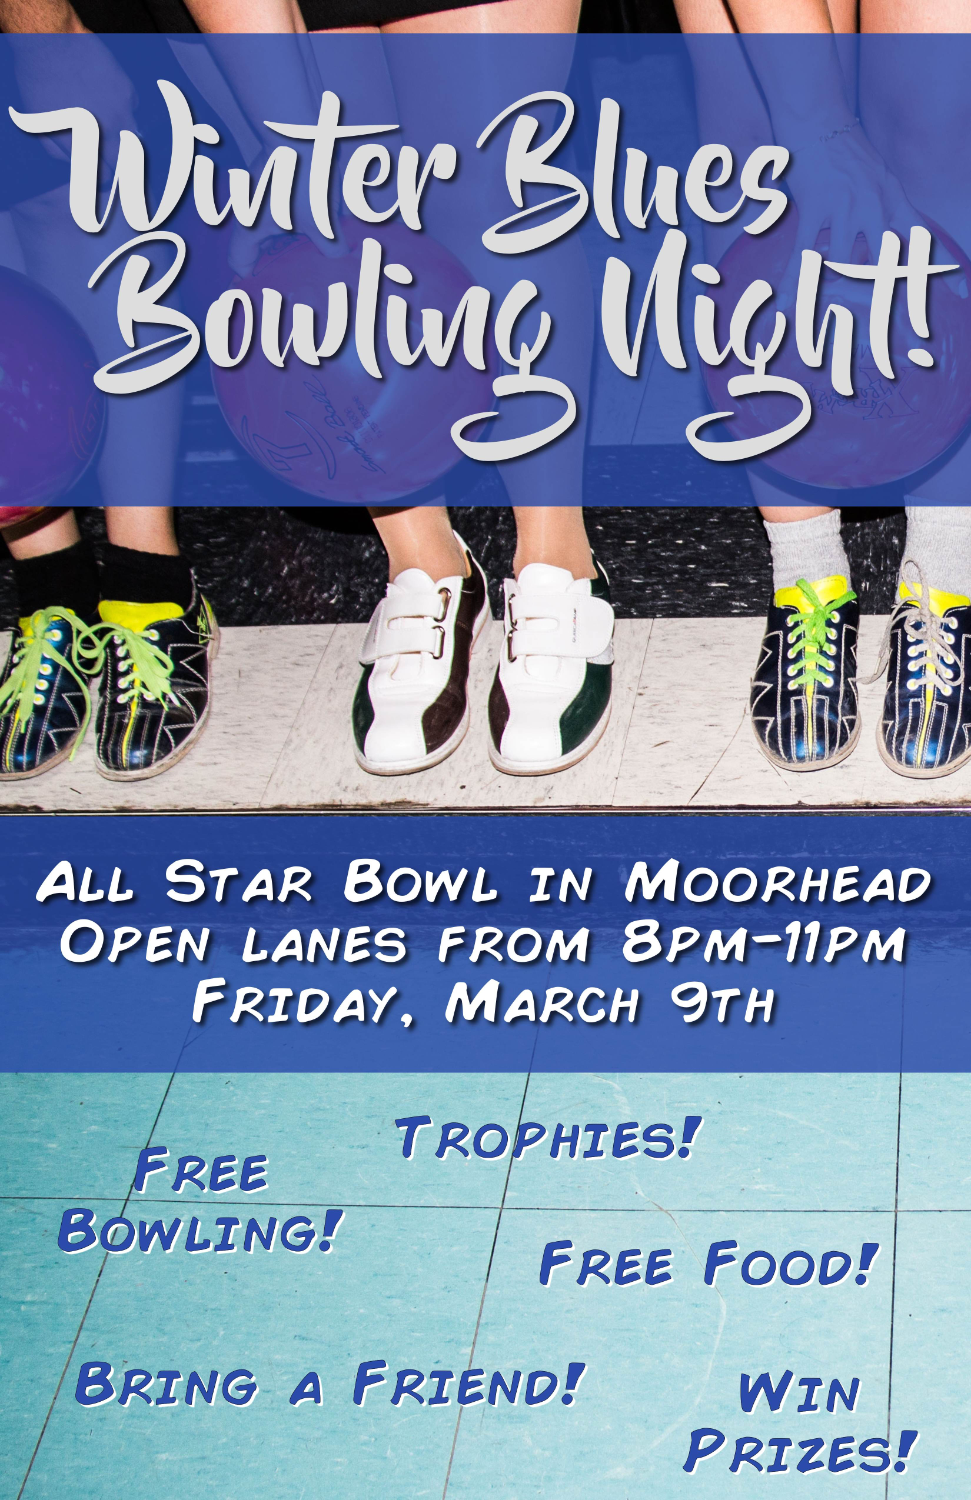 Winter Blues
Bowling Night!
All Star Bowl in Moorhead
Open lanes from 8pm-11pm
Friday, March 9th
Trophies!
Free
Bowling!
Free Food!
Bring a Friend!
Win
Prizes!